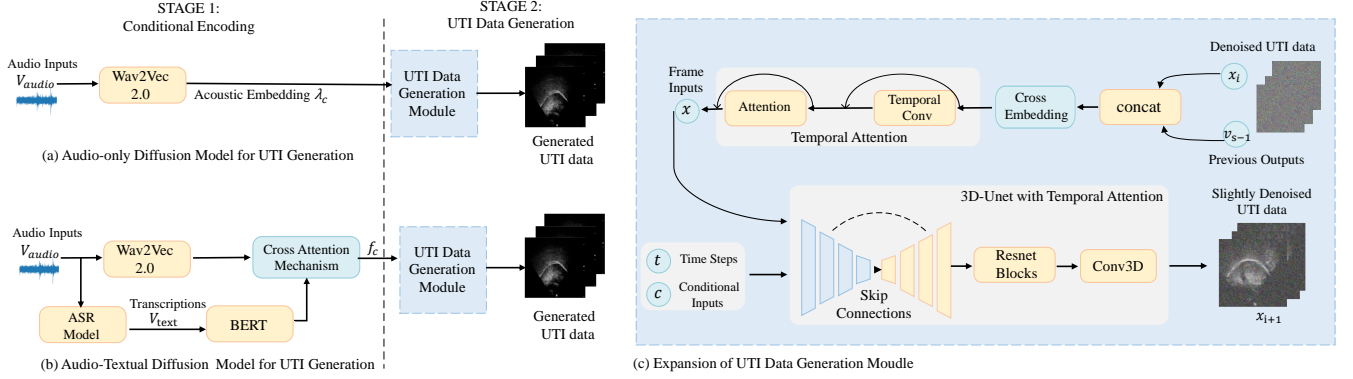 STAGE 1:
Conditional Encoding
STAGE 2:
UTI Data Generation
Audio Inputs
V_audio
Wav2Vec
2.0
Acoustic Embedding λ_c
UTI Data
Generation
Module
Generated
UTI data
(a) Audio-only Diffusion Model for UTI Generation
Audio Inputs
V_audio
Wav2Vec
2.0
Cross Attention
Mechanism
f_c
UTI Data
Generation
Module
Generated
UTI data
ASR
Model
Transcriptions
V_text
BERT
(b) Audio-Textual Diffusion Model for UTI Generation
Frame
Inputs
x
Attention
Temporal
Conv
Temporal Attention
Cross
Embedding
concat
Denoised UTI data
x_i
v_{s−1}
Previous Outputs
3D-Unet with Temporal Attention
t
Time Steps
c
Conditional
Inputs
Skip
Connections
Resnet
Blocks
Conv3D
Slightly Denoised
UTI data
x_{i+1}
(c) Expansion of UTI Data Generation Moudle